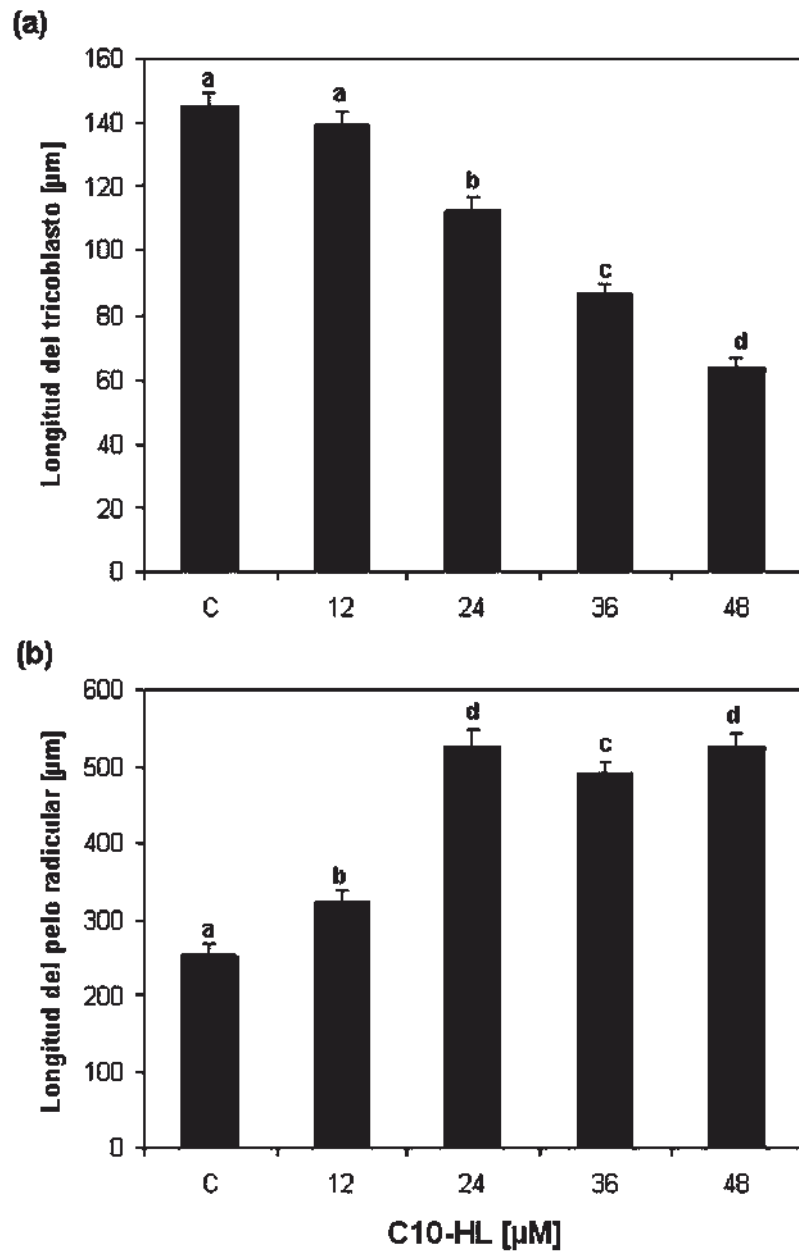 (a)
Longitud del tricoblasto [µm]
160
140
120
100
80
60
40
20
0
a
a
b
c
d
C 12 24 36 48
(b)
Longitud del pelo radicular [µm]
600
500
400
300
200
100
0
a
b
d
c
d
C 12 24 36 48
C10-HL [µM]